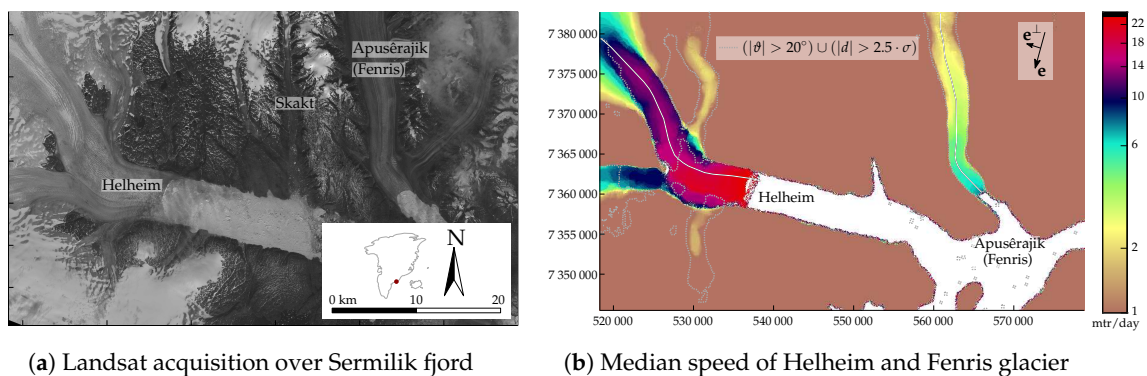 Apusêrajik
(Fenris)
Skakt
Helheim
N
0 km 10 20
(a) Landsat acquisition over Sermilik fjord
7 380 000
7 375 000
7 370 000
7 365 000
7 360 000
7 355 000
7 350 000
(|ϑ| > 20°) ∪ (|d| > 2.5 · σ)
e⊥
e
Helheim
Apusêrajik
(Fenris)
520 000 530 000 540 000 550 000 560 000 570 000
22
18
14
10
6
2
1
mtr/day
(b) Median speed of Helheim and Fenris glacier